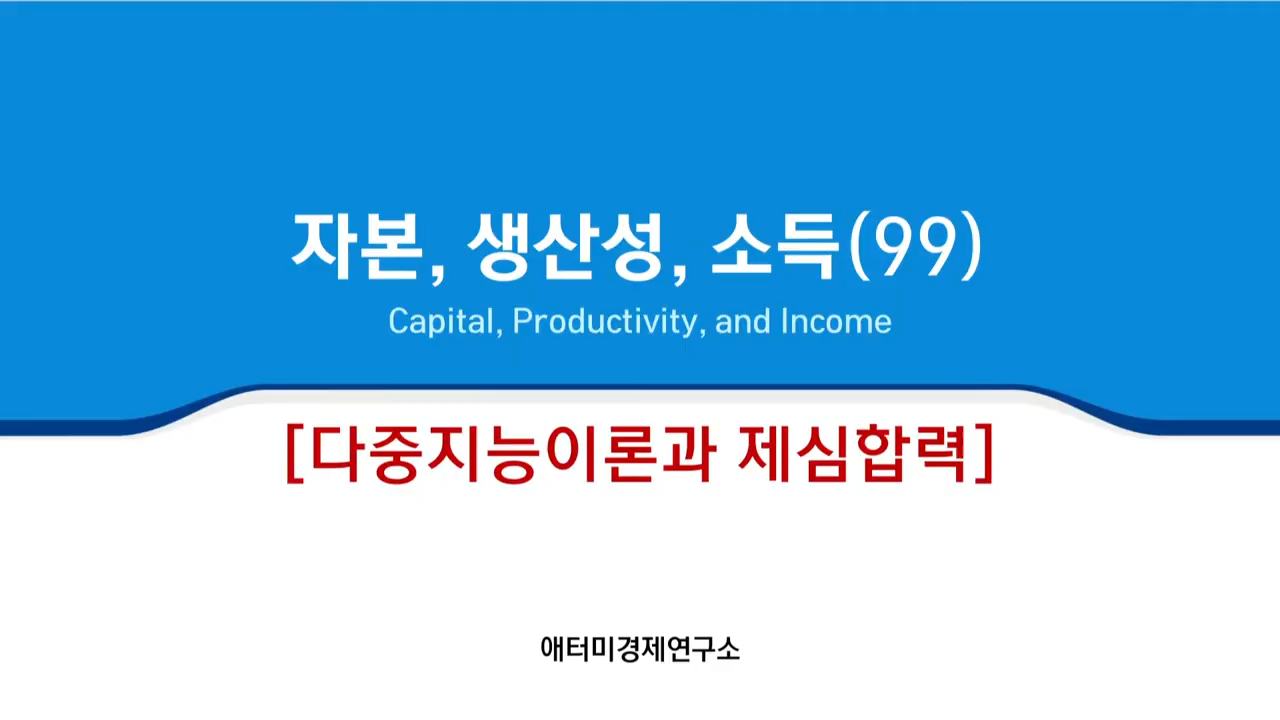 자본, 생산성, 소득(99)
Capital, Productivity, and Income
[다중지능이론과 제심합력]
애터미경제연구소